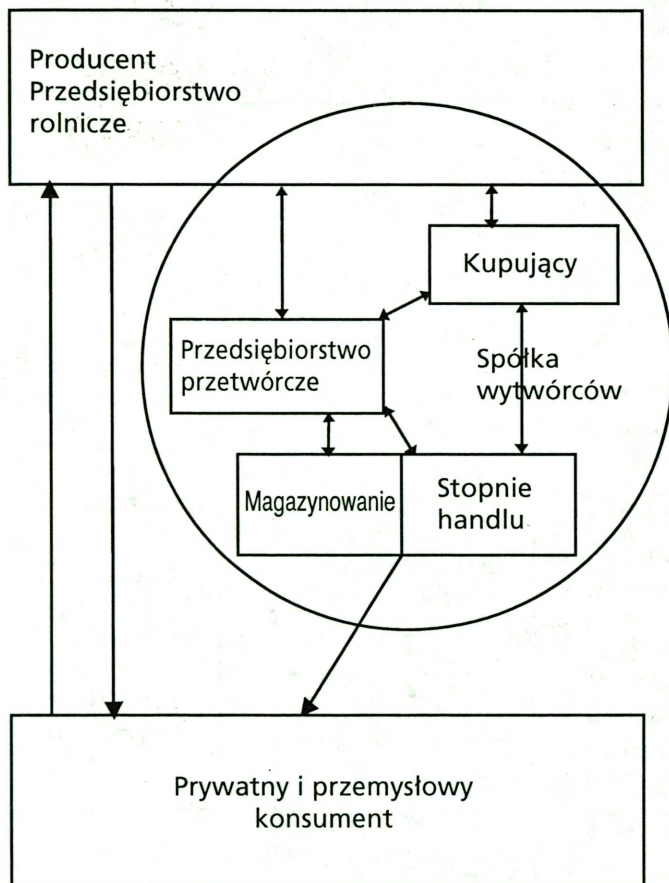 Producent
Przedsiębiorstwo
rolnicze
Kupujący
Przedsiębiorstwo
przetwórcze
Spółka
wytwórców
Magazynowanie
Stopnie
handlu
Prywatny i przemysłowy
konsument